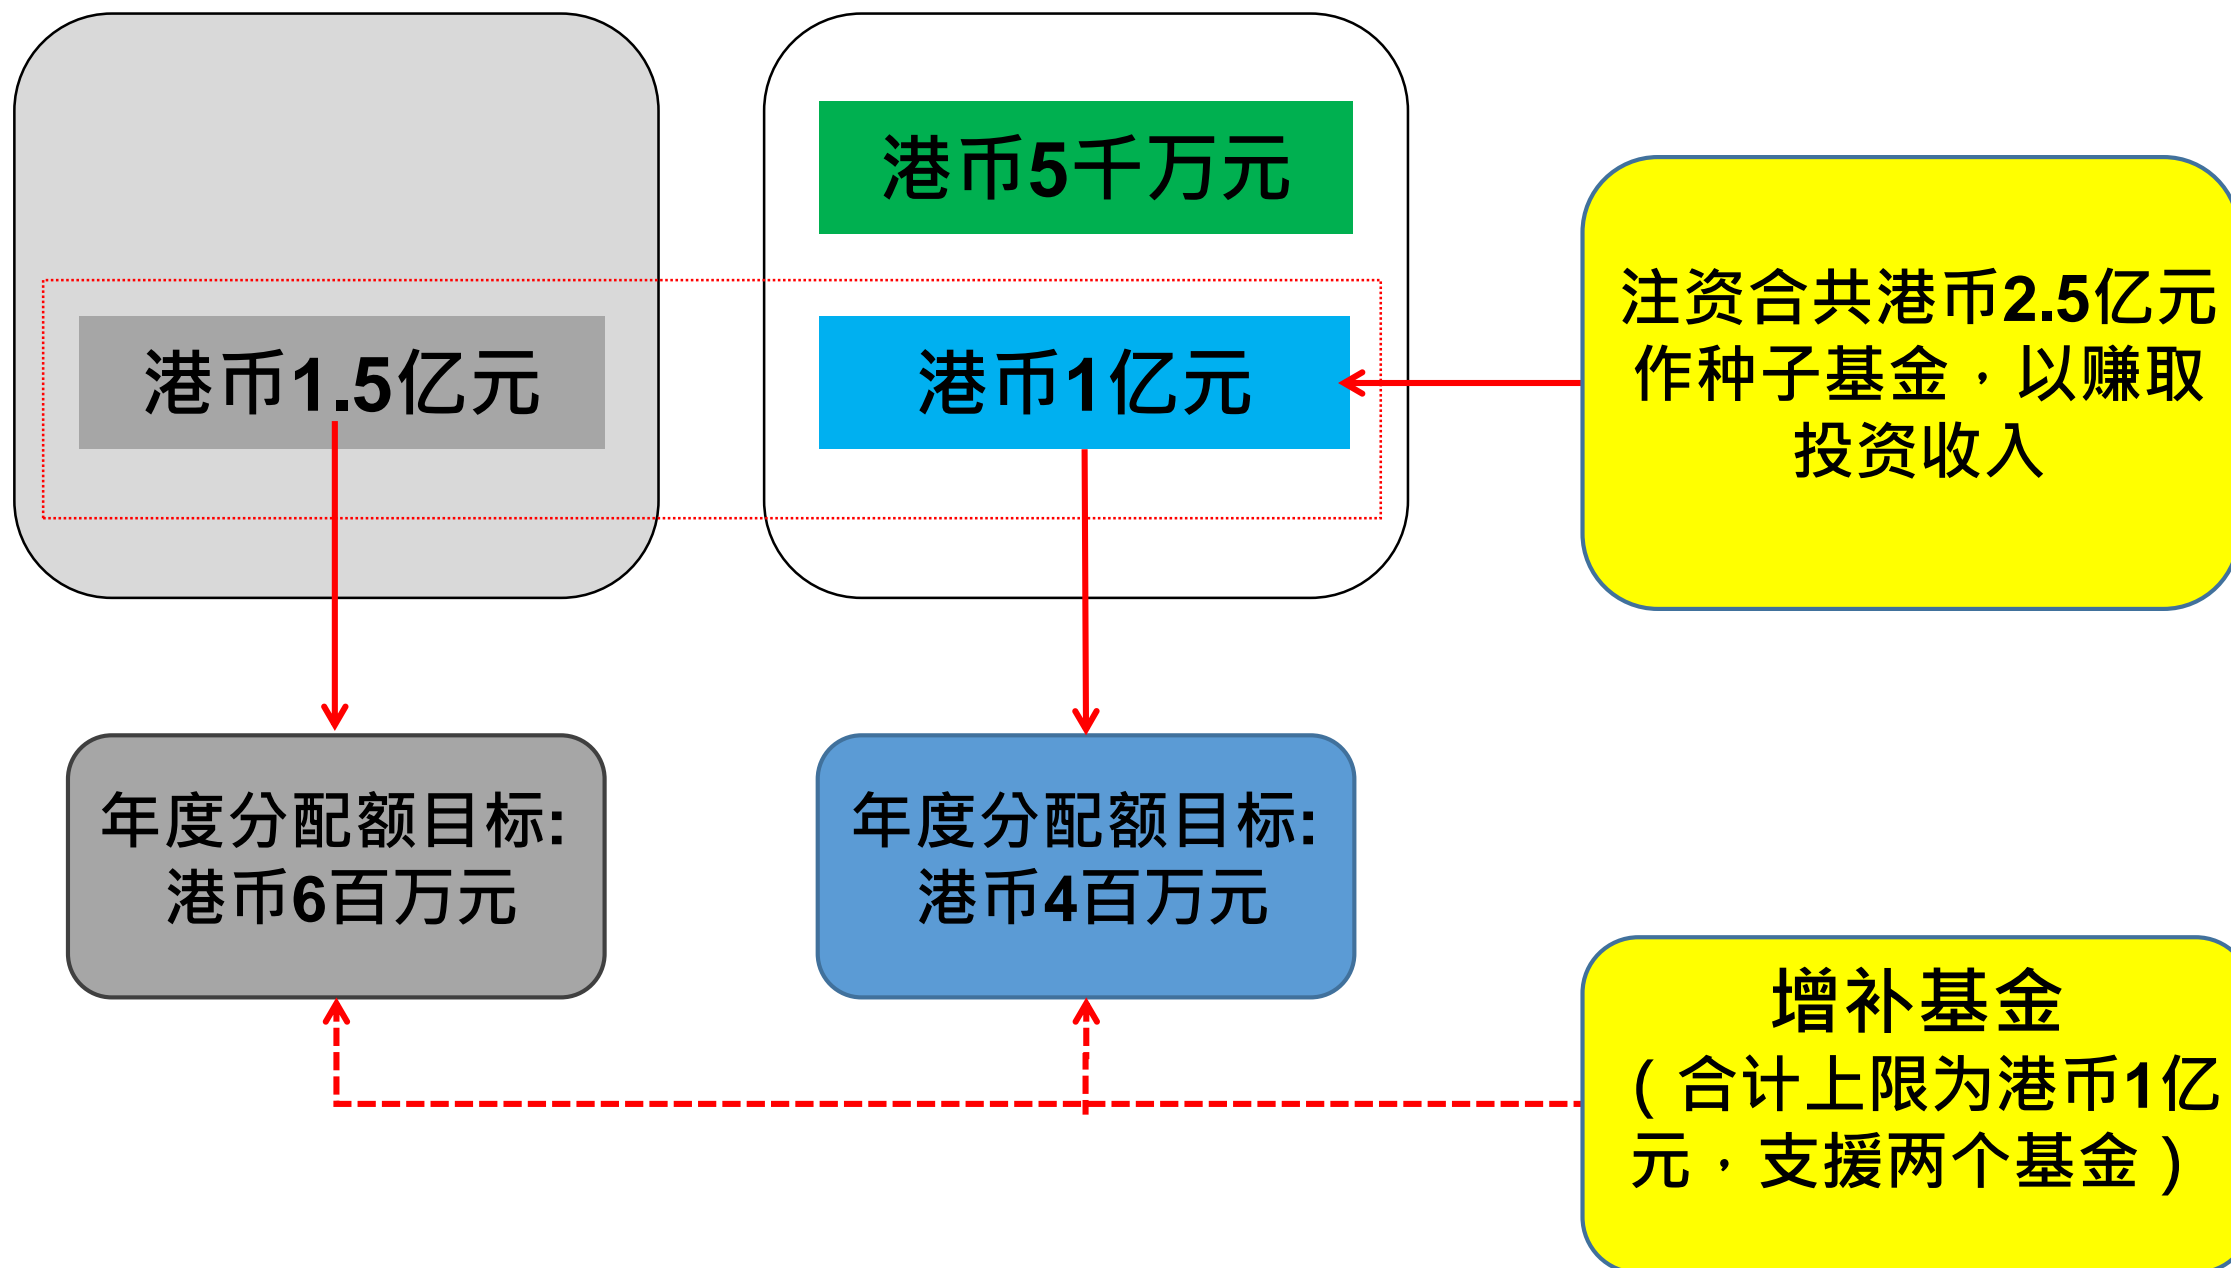 港币5千万元
港币1.5亿元
港币1亿元
注资合共港币2.5亿元
作种子基金，以赚取
投资收入
年度分配额目标:
港币6百万元
年度分配额目标:
港币4百万元
增补基金
（合计上限为港币1亿
元，支援两个基金）